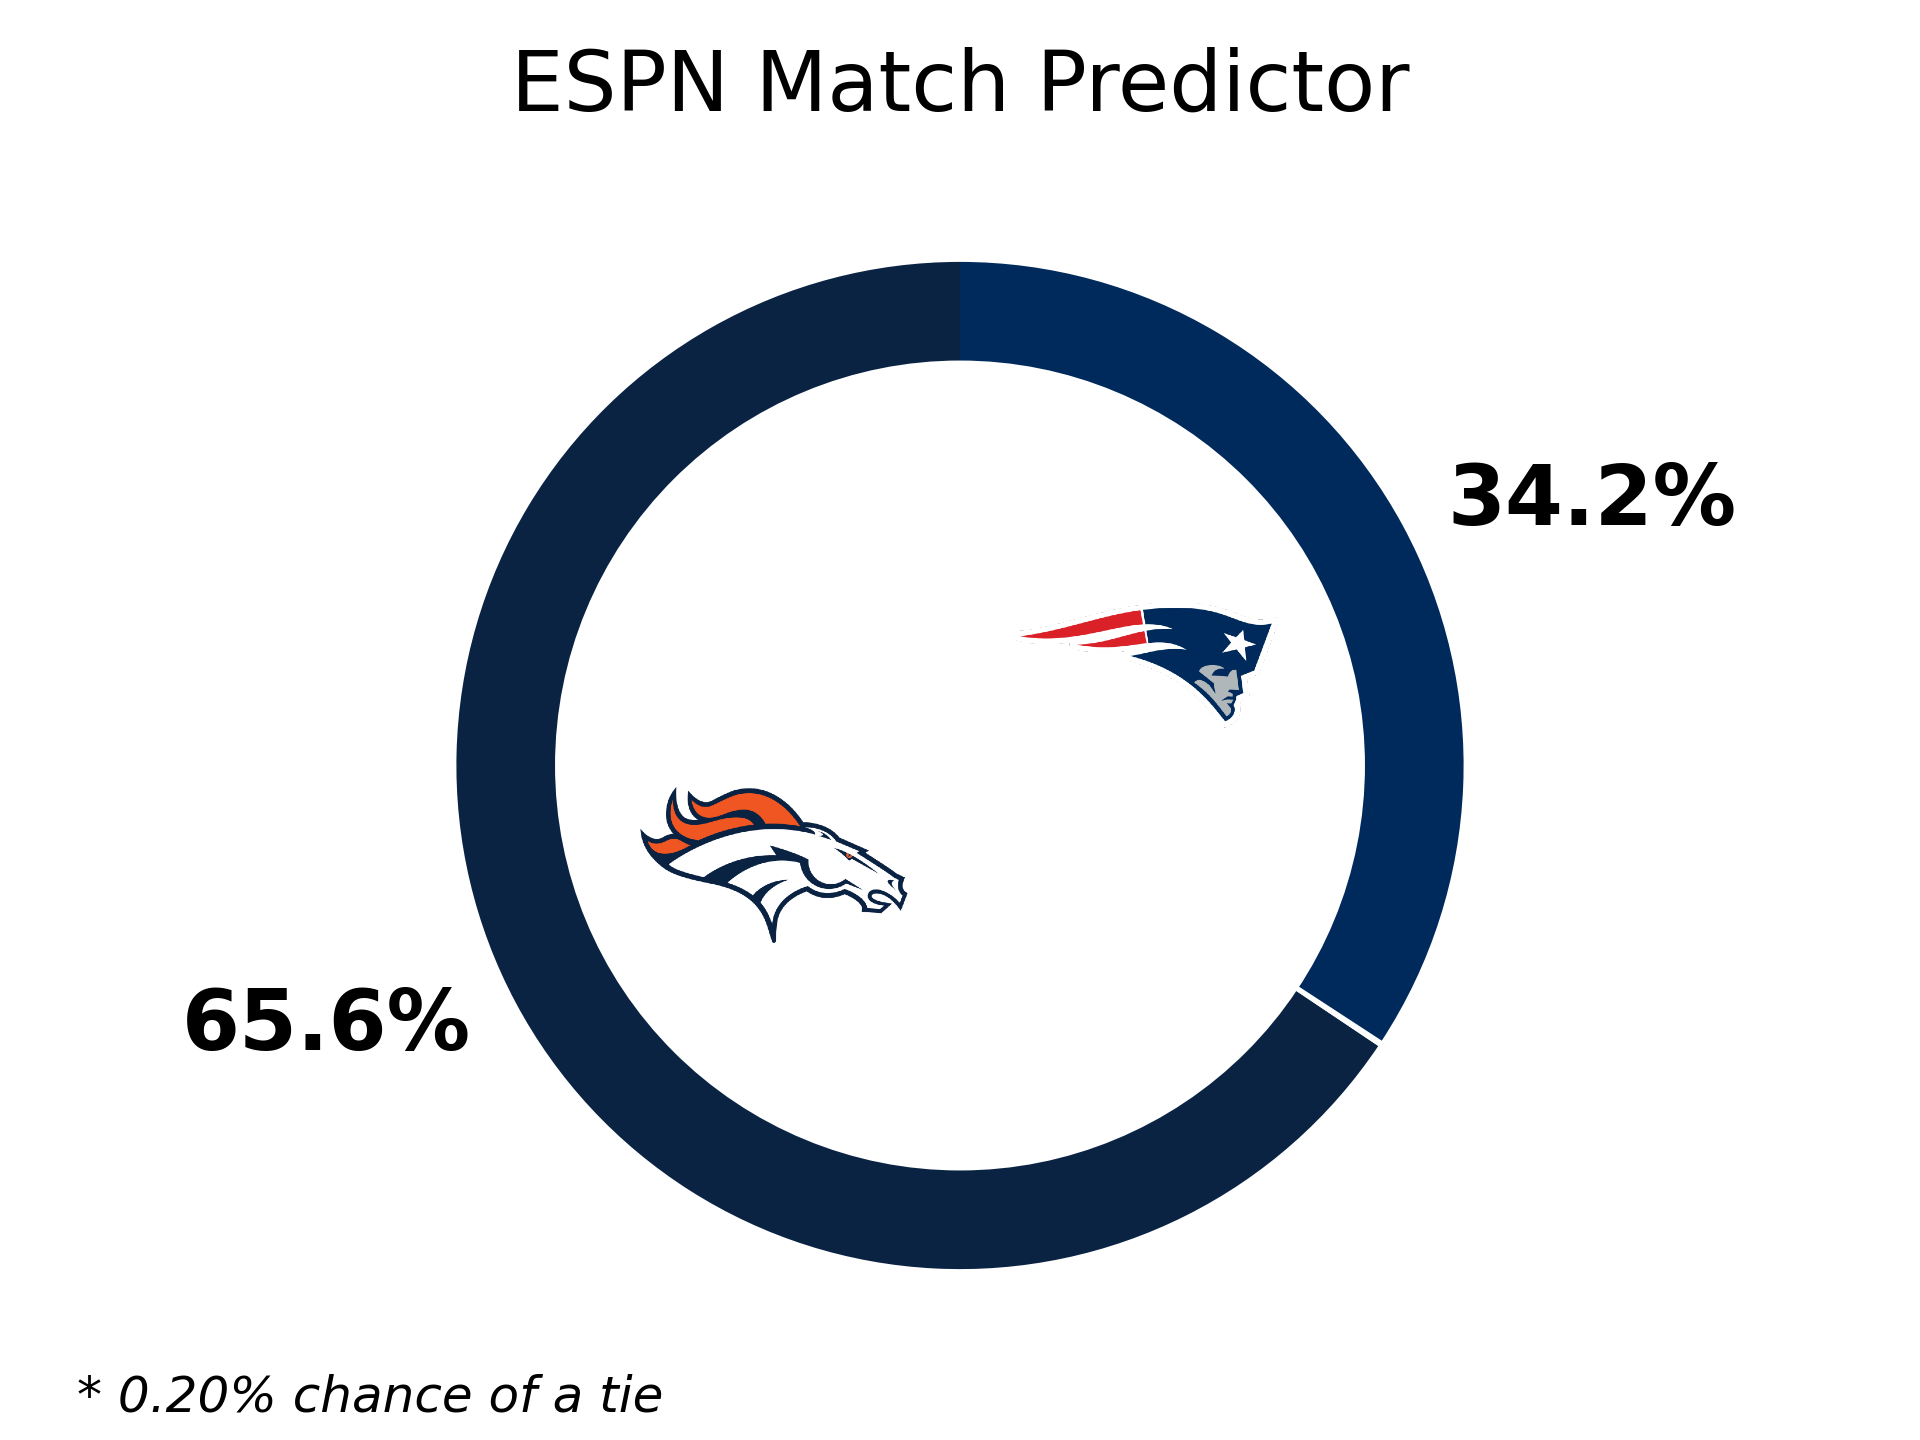 ESPN Match Predictor
34.2%
65.6%
* 0.20% chance of a tie